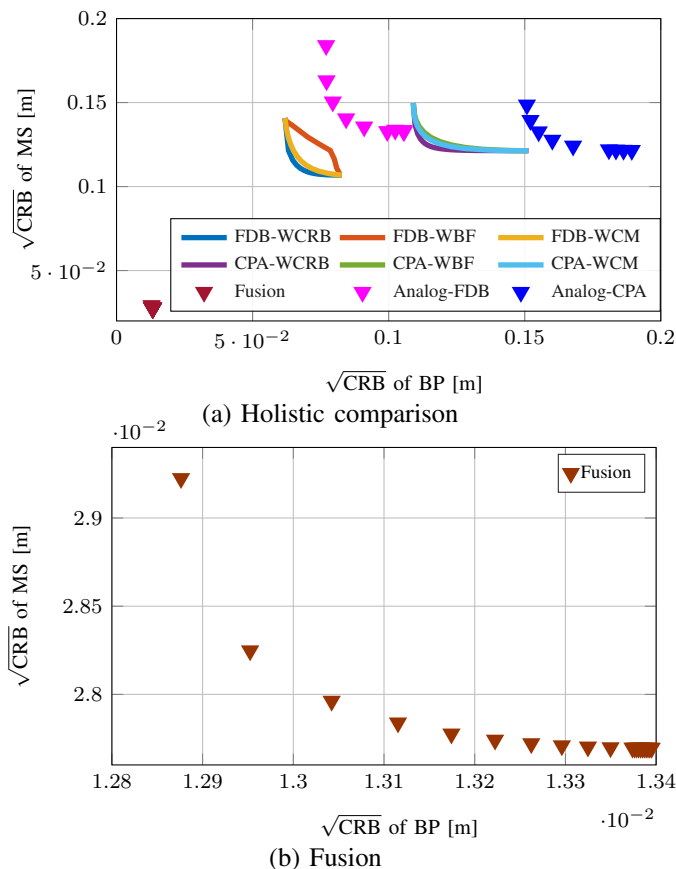 0.2
0.15
0.1
5 · 10⁻²
√CRB of MS [m]
FDB-WCRB FDB-WBF FDB-WCM
CPA-WCRB CPA-WBF CPA-WCM
Fusion Analog-FDB Analog-CPA
0 5 · 10⁻² 0.1 0.15 0.2
√CRB of BP [m]
(a) Holistic comparison
·10⁻²
2.9
2.85
2.8
√CRB of MS [m]
Fusion
1.28 1.29 1.3 1.31 1.32 1.33 1.34
√CRB of BP [m] ·10⁻²
(b) Fusion